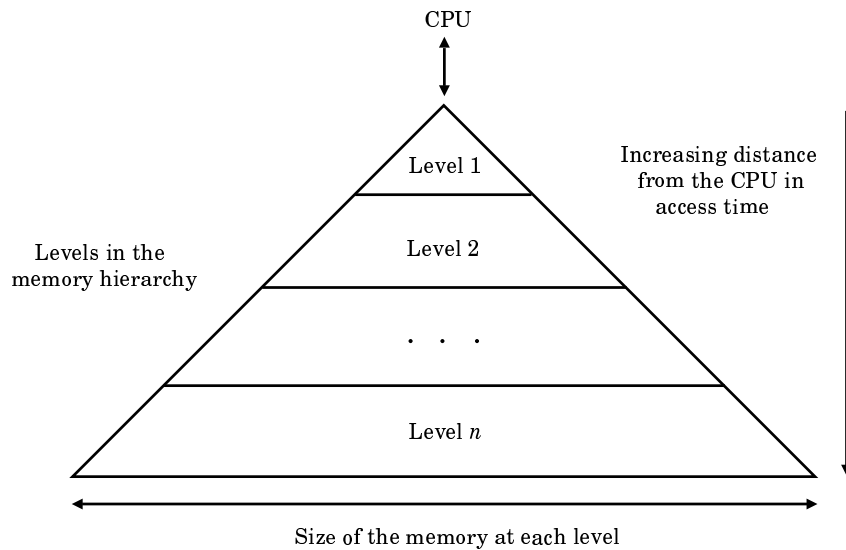 CPU
Level 1
Increasing distance
from the CPU in
access time
Levels in the
memory hierarchy
Level 2
. . .
Level n
Size of the memory at each level